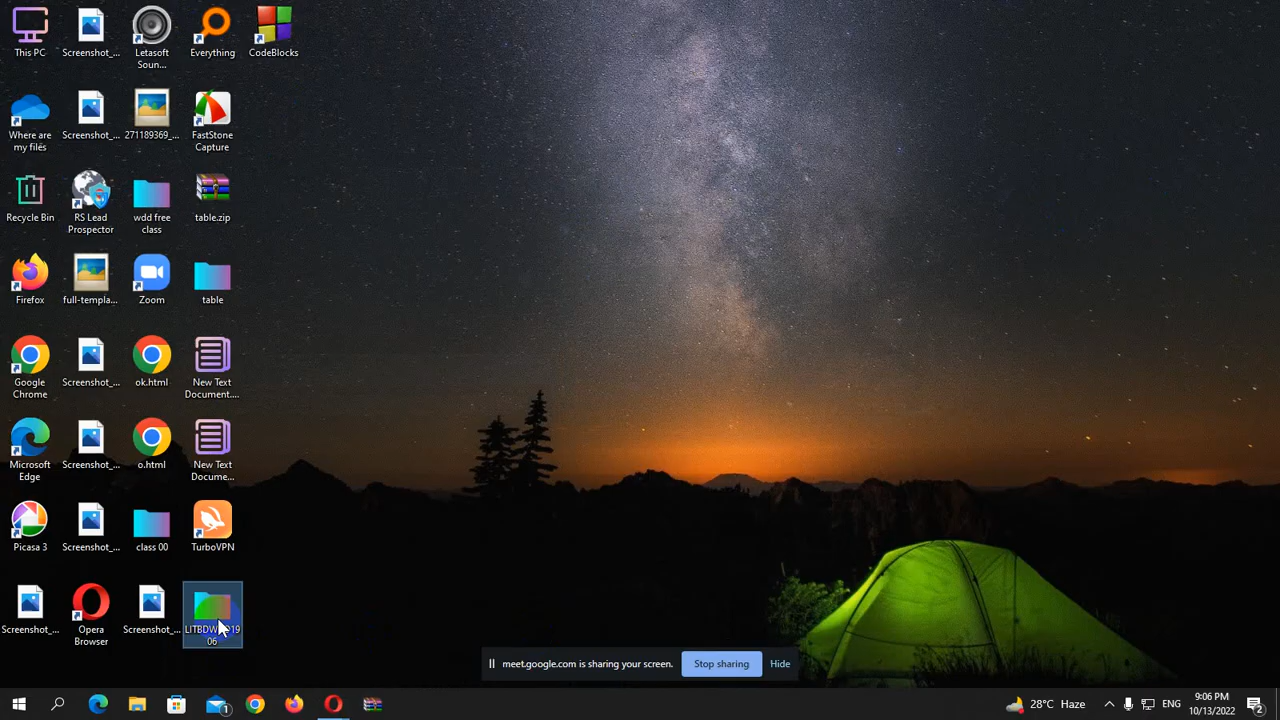 This PC
Screenshot_...
Letasoft
Soun...
Everything
CodeBlocks
Where are
my files
Screenshot_...
271189369_...
FastStone
Capture
Recycle Bin
RS Lead
Prospector
wdd free
class
table.zip
Firefox
full-templa...
Zoom
table
Google
Chrome
Screenshot_...
ok.html
New Text
Document....
Microsoft
Edge
Screenshot_...
o.html
New Text
Docume...
Picasa 3
Screenshot_...
class 00
TurboVPN
Screenshot_...
Opera
Browser
Screenshot_...
06
meet.google.com is sharing your screen.
Stop sharing
Hide
1
28°C Haze
ENG
9:06 PM
10/13/2022
2